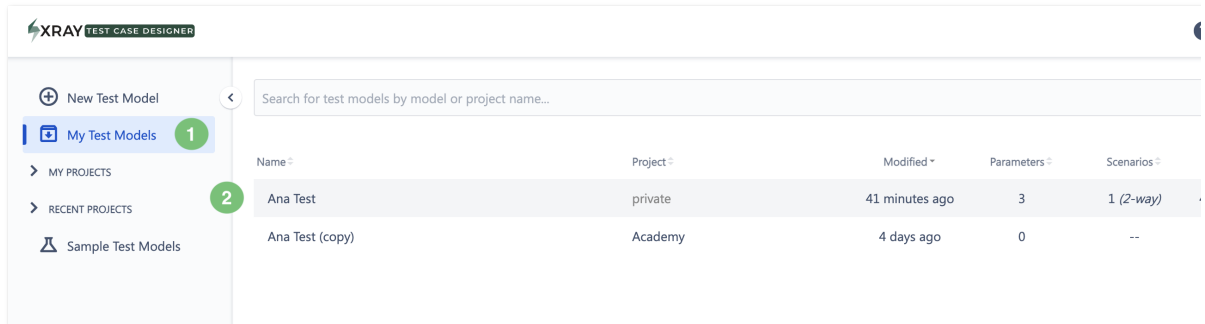 XRAY TEST CASE DESIGNER
New Test Model
My Test Models 1
MY PROJECTS
RECENT PROJECTS
Sample Test Models
Search for test models by model or project name...
Name Project Modified Parameters Scenarios
2 Ana Test private 41 minutes ago 3 1 (2-way)
Ana Test (copy) Academy 4 days ago 0 --